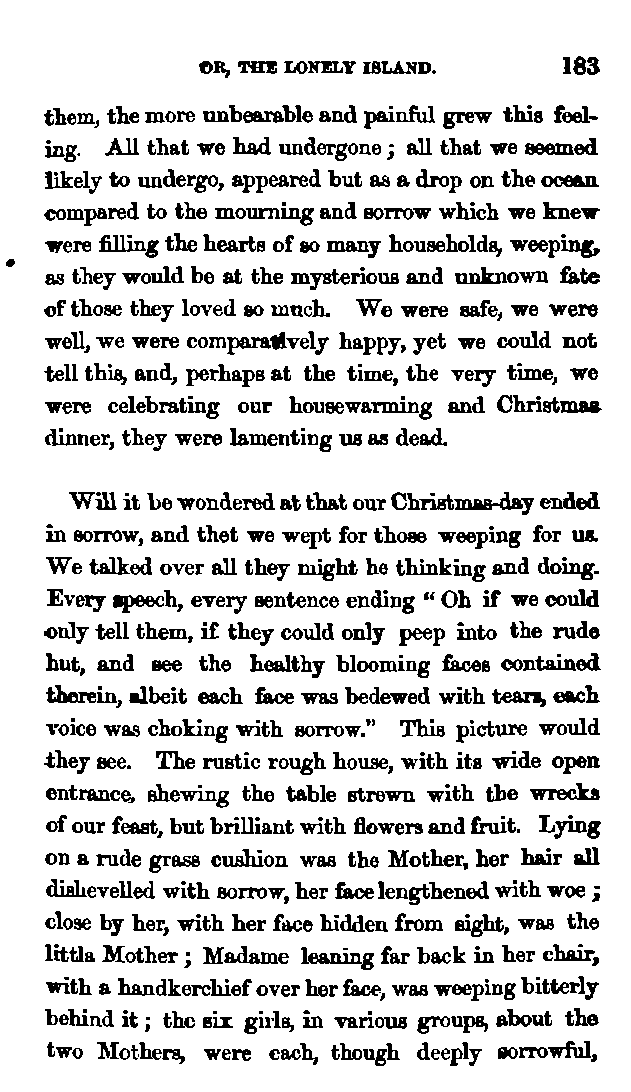 OR, THE LONELY ISLAND. 183
them, the more unbearable and painful grew this feel-
ing. All that we had undergone; all that we seemed
likely to undergo, appeared but as a drop on the ocean
compared to the mourning and sorrow which we knew
were filling the hearts of so many households, weeping,
as they would be at the mysterious and unknown fate
of those they loved so much. We were safe, we were
well, we were comparatively happy, yet we could not
tell this, and, perhaps at the time, the very time, we
were celebrating our housewarming and Christmas
dinner, they were lamenting us as dead.
Will it be wondered at that our Christmas-day ended
in sorrow, and thet we wept for those weeping for us.
We talked over all they might be thinking and doing.
Every speech, every sentence ending "Oh if we could
only tell them, if they could only peep into the rude
hut, and see the healthy blooming faces contained
therein, albeit each face was bedewed with tears, each
voice was choking with sorrow." This picture would
they see. The rustic rough house, with its wide open
entrance, shewing the table strewn with the wrecks
of our feast, but brilliant with flowers and fruit. Lying
on a rude grass cushion was the Mother, her hair all
dishevelled with sorrow, her face lengthened with woe;
close by her, with her face hidden from sight, was the
littla Mother; Madame leaning far back in her chair,
with a handkerchief over her face, was weeping bitterly
behind it; the six girls, in various groups, about the
two Mothers, were each, though deeply sorrowful,